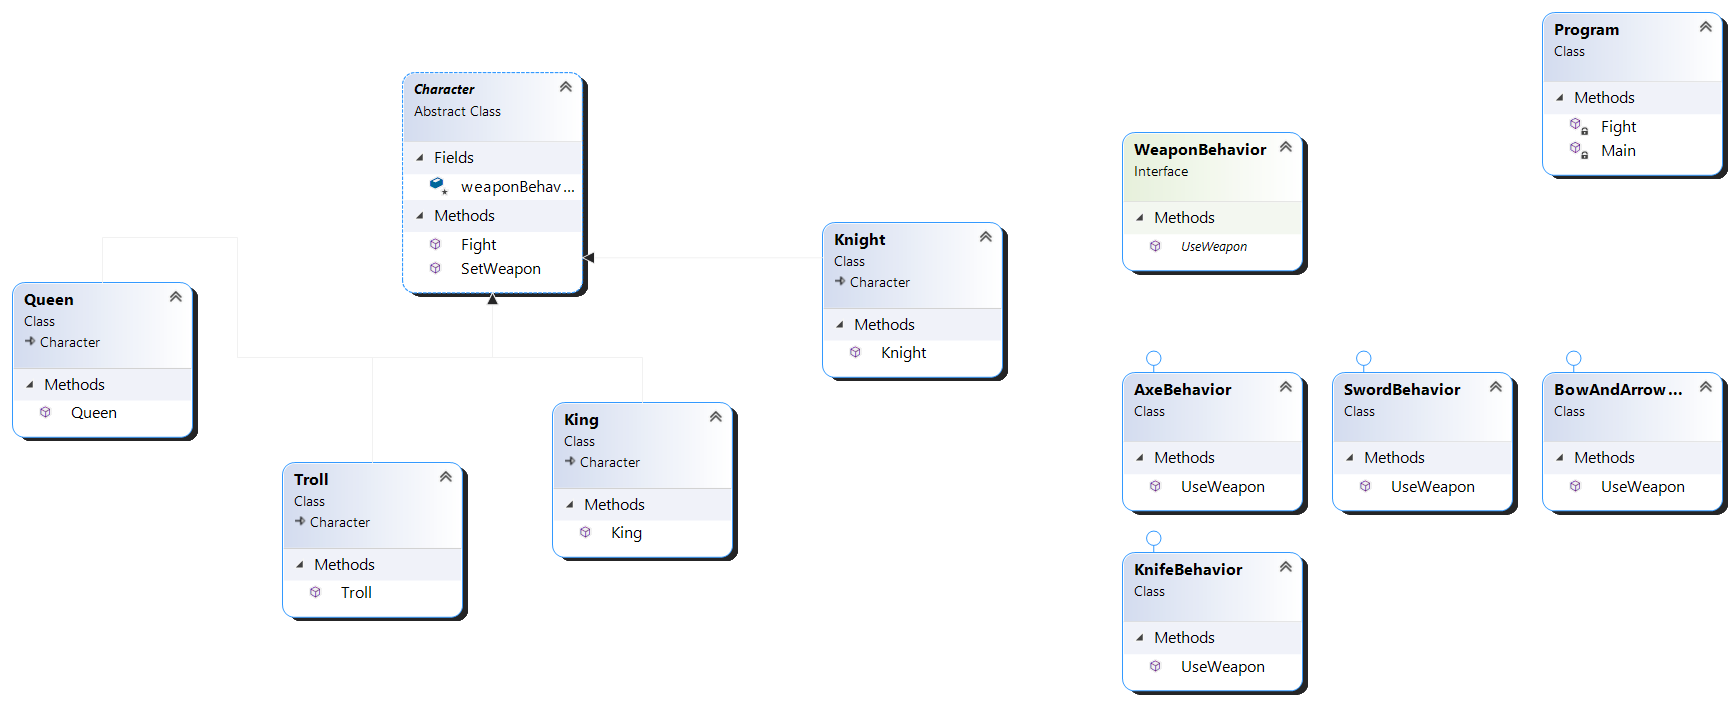 Character
Abstract Class
Fields
weaponBehav...
Methods
Fight
SetWeapon
Queen
Class
Character
Methods
Queen
Troll
Class
Character
Methods
Troll
King
Class
Character
Methods
King
Knight
Class
Character
Methods
Knight
WeaponBehavior
Interface
Methods
UseWeapon
Program
Class
Methods
Fight
Main
AxeBehavior
Class
Methods
UseWeapon
SwordBehavior
Class
Methods
UseWeapon
BowAndArrow...
Class
Methods
UseWeapon
KnifeBehavior
Class
Methods
UseWeapon